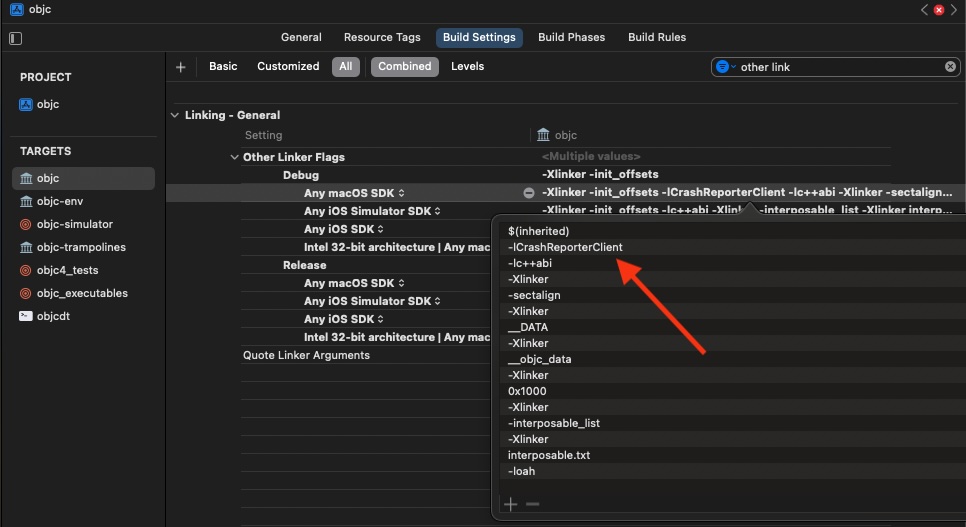 objc
General Resource Tags Build Settings Build Phases Build Rules
Basic Customized All Combined Levels other link
PROJECT
objc
TARGETS
objc
objc-env
objc-simulator
objc-trampolines
objc4_tests
objc_executables
objcdt
Linking - General
Setting objc
Other Linker Flags <Multiple values>
Debug -Xlinker -init_offsets
Any macOS SDK -Xlinker -init_offsets -lCrashReporterClient -lc++abi -Xlinker -sectalign...
Any iOS Simulator SDK -Xlinker -init_offsets -lc++abi -Xlinker -interposable_list -Xlinker interp...
Any iOS SDK
Intel 32-bit architecture | Any mac
Release
Any macOS SDK
Any iOS Simulator SDK
Any iOS SDK
Intel 32-bit architecture | Any mac
Quote Linker Arguments
$(inherited)
-lCrashReporterClient
-lc++abi
-Xlinker
-sectalign
-Xlinker
__DATA
-Xlinker
__objc_data
-Xlinker
0x1000
-Xlinker
-interposable_list
-Xlinker
interposable.txt
-loah